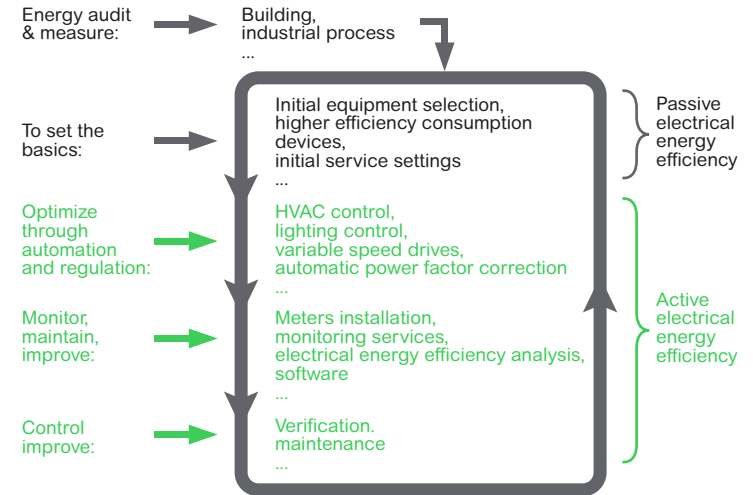 Energy audit
& measure:
Building,
industrial process
...
To set the
basics:
Initial equipment selection,
higher efficiency consumption
devices,
initial service settings
...
Passive
electrical
energy
efficiency
Optimize
through
automation
and regulation:
HVAC control,
lighting control,
variable speed drives,
automatic power factor correction
...
Monitor,
maintain,
improve:
Meters installation,
monitoring services,
electrical energy efficiency analysis,
software
...
Active
electrical
energy
efficiency
Control
improve:
Verification.
maintenance
...